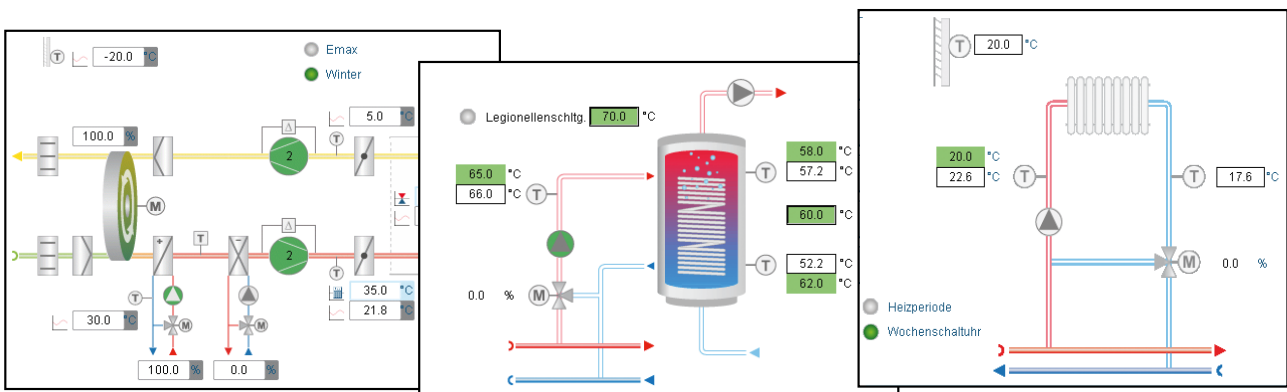 T -20.0 °C
Emax
Winter
100.0 %
5.0 °C
Δ
2
T
M
T
Δ
2
+
−
T
35.0 °C
21.8 °C
T
30.0 °C
M
M
100.0 %
0.0 %
Legionellenschltg. 70.0 °C
65.0 °C
66.0 °C
T
58.0 °C
57.2 °C
T
60.0 °C
52.2 °C
62.0 °C
T
0.0 %
M
T 20.0 °C
20.0 °C
22.6 °C
T
T
17.6 °C
M
0.0 %
Heizperiode
Wochenschaltuhr